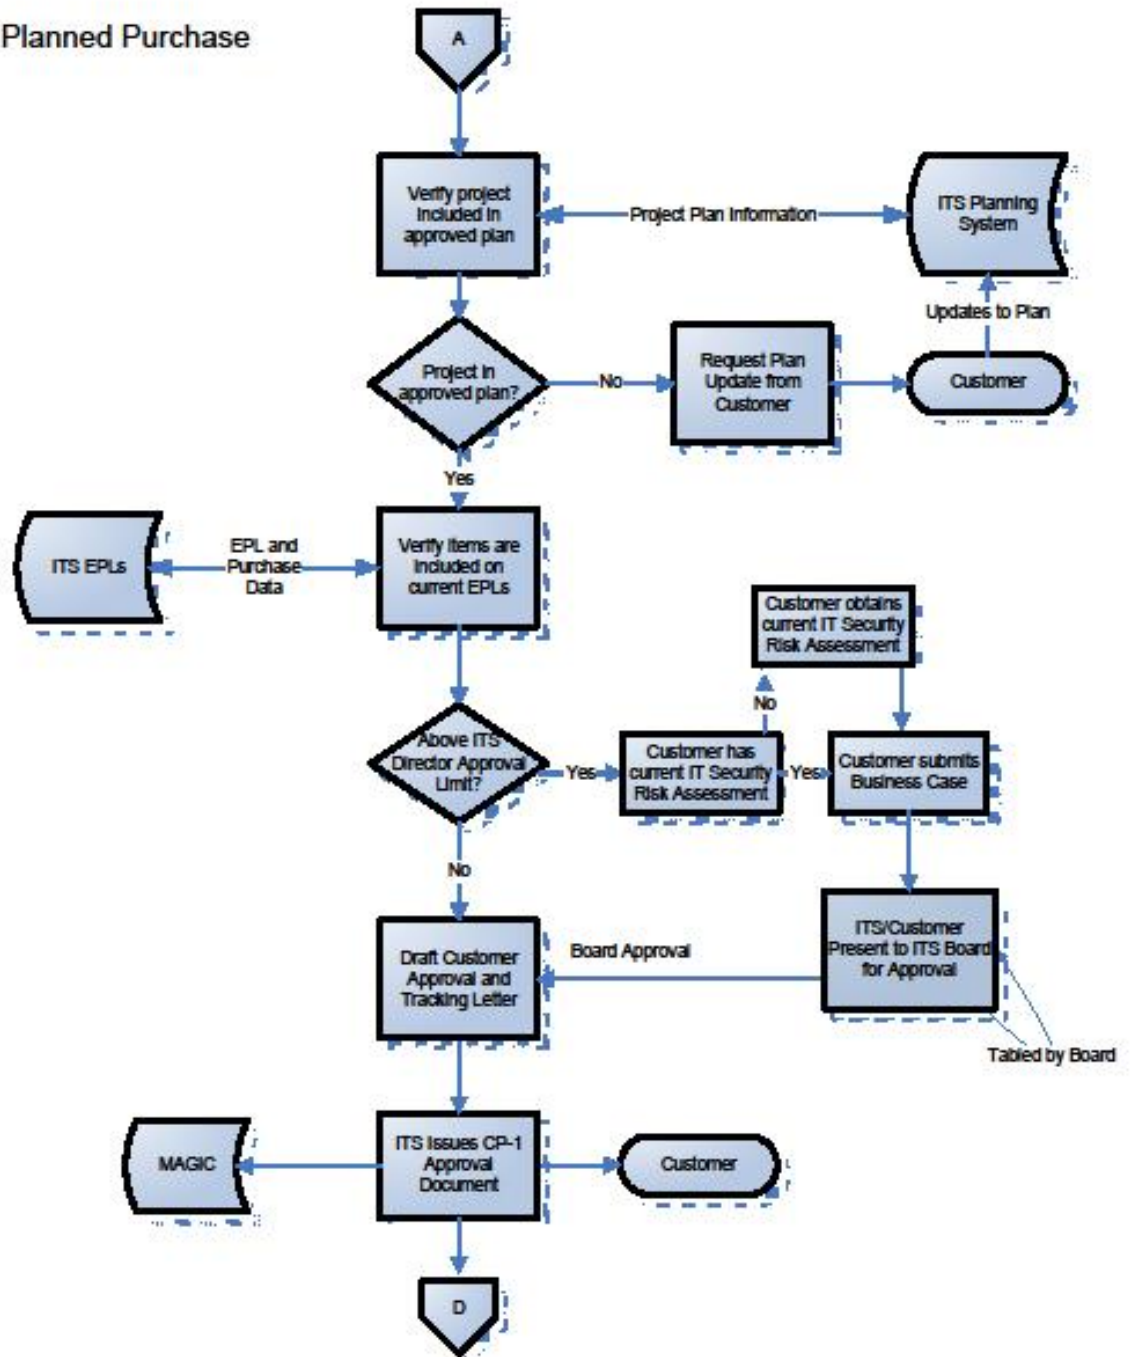 Planned Purchase
A
Verify project
included in
approved plan
Project Plan Information
ITS Planning
System
Updates to Plan
Project in
approved plan?
No
Request Plan
Update from
Customer
Customer
Yes
ITS EPLs
EPL and
Purchase
Data
Verify items are
included on
current EPLs
Customer obtains
current IT Security
Risk Assessment
No
Above ITS
Director Approval
Limit?
Yes
Customer has
current IT Security
Risk Assessment
Yes
Customer submits
Business Case
No
Draft Customer
Approval and
Tracking Letter
Board Approval
ITS/Customer
Present to ITS Board
for Approval
Tabled by Board
MAGIC
ITS Issues CP-1
Approval
Document
Customer
D